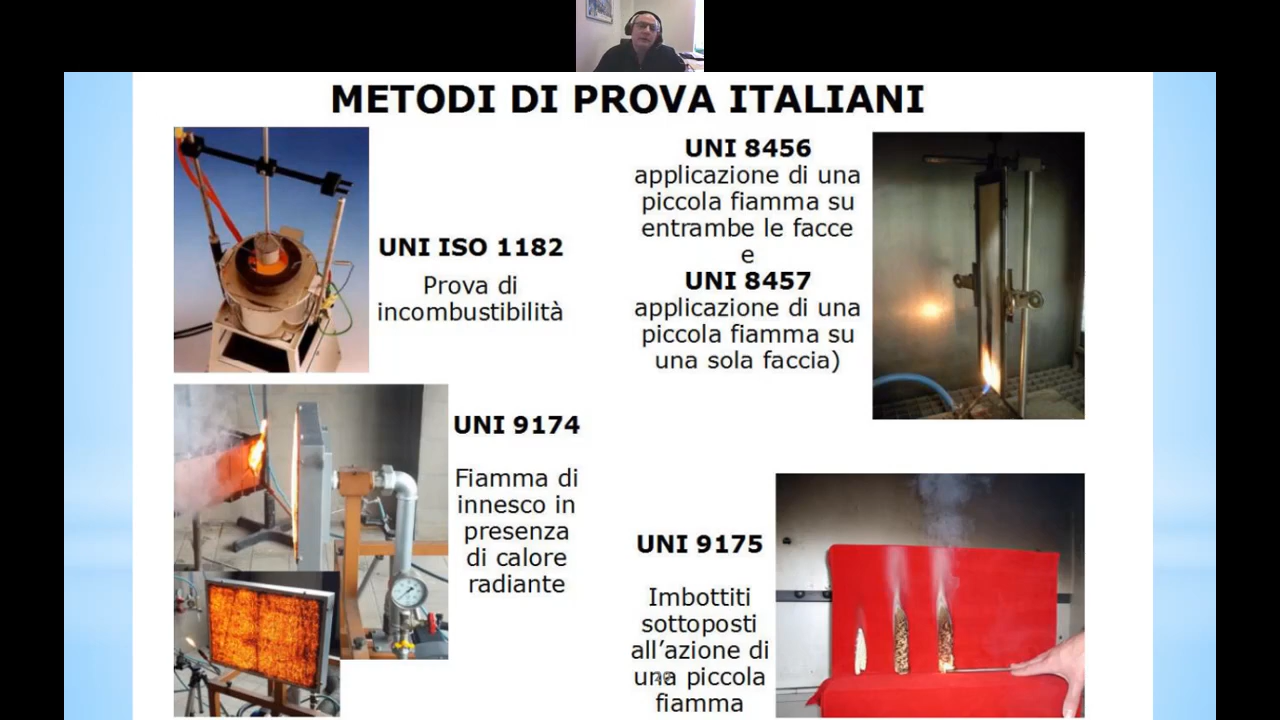 METODI DI PROVA ITALIANI
UNI ISO 1182
Prova di
incombustibilità
UNI 8456
applicazione di una
piccola fiamma su
entrambe le facce
e
UNI 8457
applicazione di una
piccola fiamma su
una sola faccia)
UNI 9174
Fiamma di
innesco in
presenza
di calore
radiante
UNI 9175
Imbottiti
sottoposti
all’azione di
una piccola
fiamma